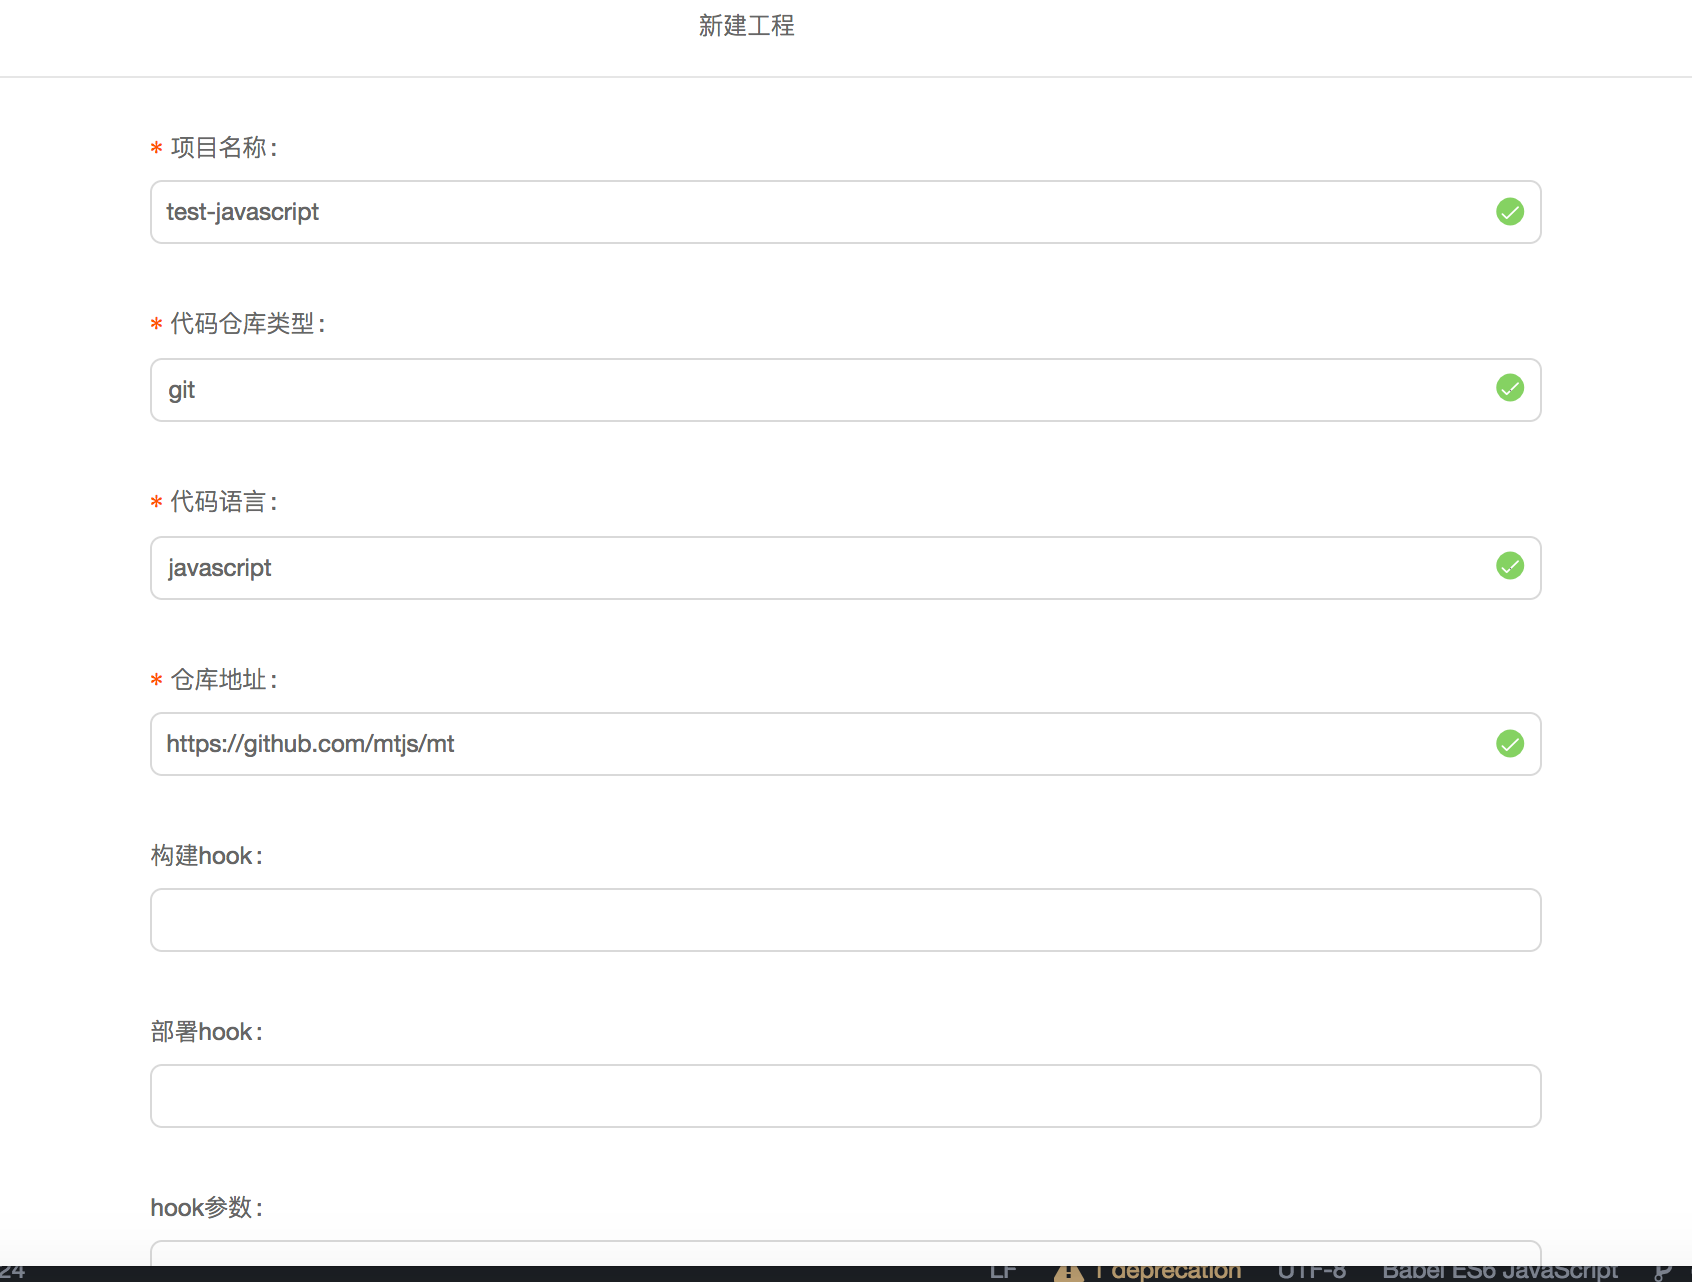 新建工程
* 项目名称:
test-javascript
* 代码仓库类型:
git
* 代码语言:
javascript
* 仓库地址:
https://github.com/mtjs/mt
构建hook:
部署hook:
hook参数:
24 LF 1 deprecation UTF-8 Babel ES6 JavaScript